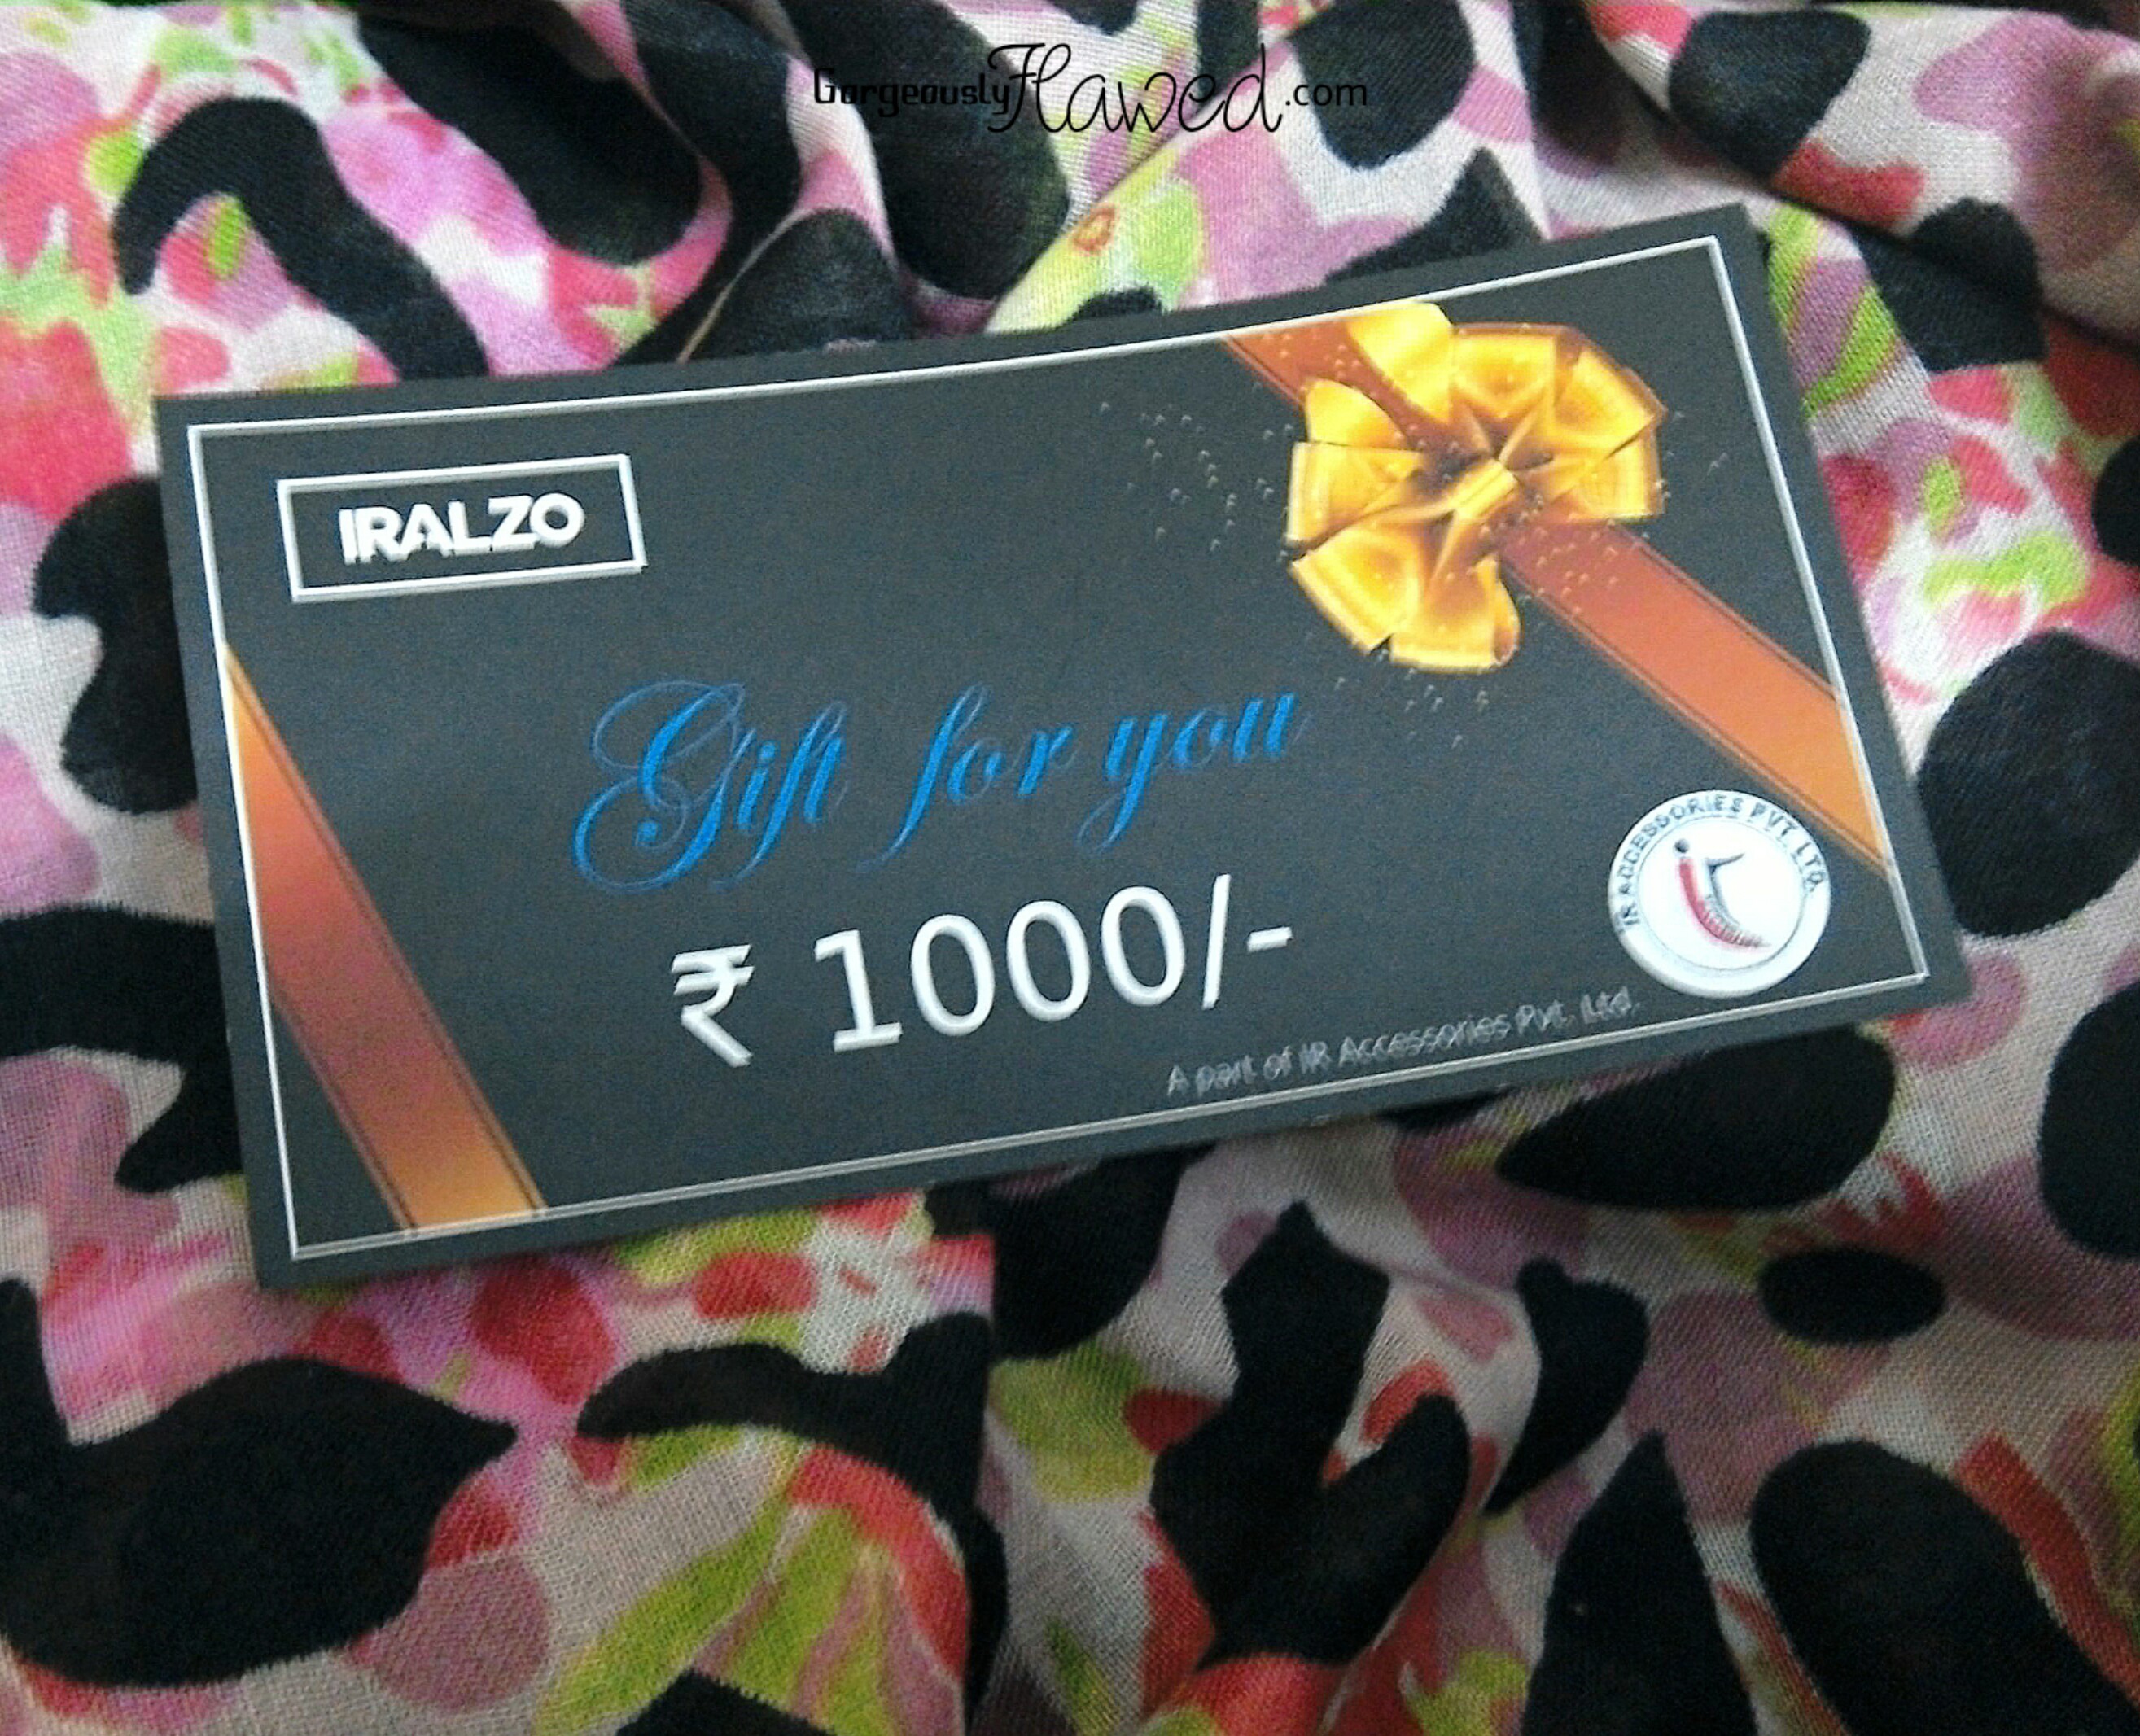 GorgeouslyFlawed.com
IRALZO
Gift for you
₹ 1000/-
IR ACCESSORIES PVT. LTD.
A part of IR Accessories Pvt. Ltd.